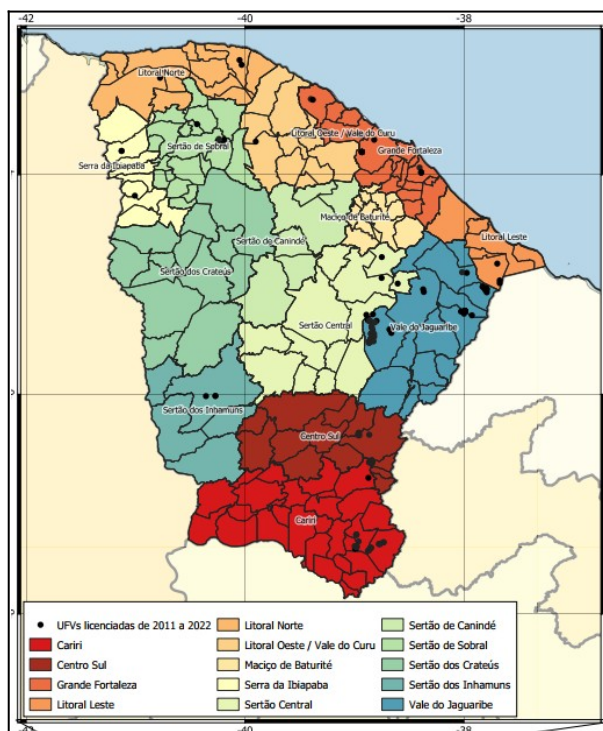 -42 -40 -38
Litoral Norte
Litoral Oeste / Vale do Curu
Sertão de Sobral
Grande Fortaleza
Serra da Ibiapaba
Maciço de Baturité
Litoral Leste
Sertão de Canindé
Sertão dos Crateús
Sertão Central
Vale do Jaguaribe
Sertão dos Inhamuns
Centro Sul
Cariri
UFVs licenciadas de 2011 a 2022
Cariri
Centro Sul
Grande Fortaleza
Litoral Leste
Litoral Norte
Litoral Oeste / Vale do Curu
Maciço de Baturité
Serra da Ibiapaba
Sertão Central
Sertão de Canindé
Sertão de Sobral
Sertão dos Crateús
Sertão dos Inhamuns
Vale do Jaguaribe